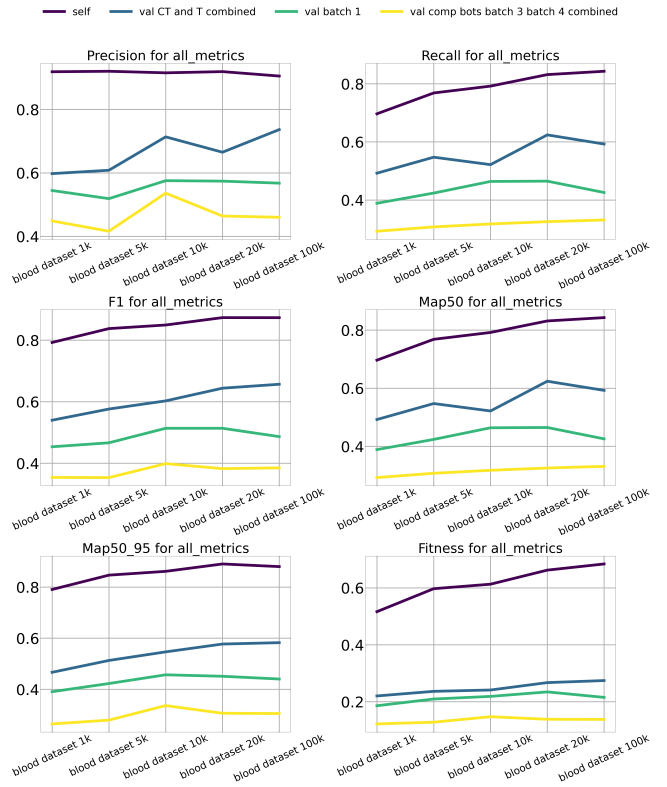 self val CT and T combined val batch 1 val comp bots batch 3 batch 4 combined
Precision for all_metrics Recall for all_metrics
0.8
0.6
0.4
0.8
0.6
0.4
blood dataset 1k blood dataset 5k blood dataset 10k blood dataset 20k blood dataset 100k
blood dataset 1k blood dataset 5k blood dataset 10k blood dataset 20k blood dataset 100k
F1 for all_metrics Map50 for all_metrics
0.8
0.6
0.4
0.8
0.6
0.4
blood dataset 1k blood dataset 5k blood dataset 10k blood dataset 20k blood dataset 100k
blood dataset 1k blood dataset 5k blood dataset 10k blood dataset 20k blood dataset 100k
Map50_95 for all_metrics Fitness for all_metrics
0.8
0.6
0.4
0.6
0.4
0.2
blood dataset 1k blood dataset 5k blood dataset 10k blood dataset 20k blood dataset 100k
blood dataset 1k blood dataset 5k blood dataset 10k blood dataset 20k blood dataset 100k